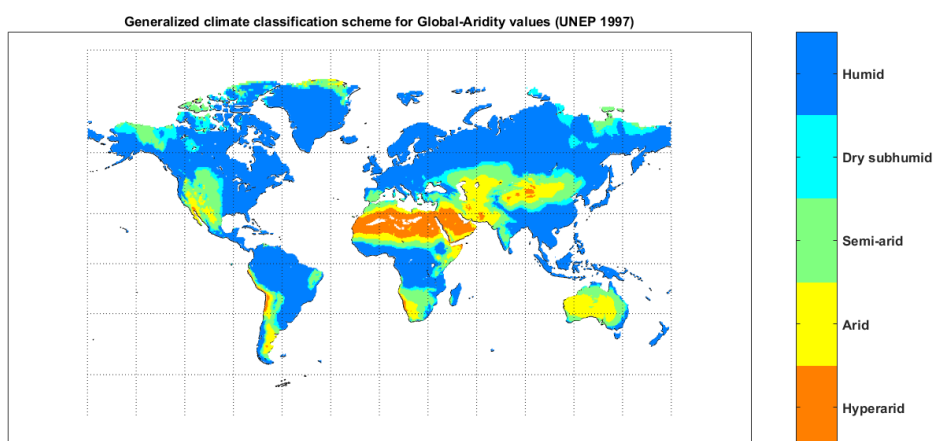 Generalized climate classification scheme for Global-Aridity values (UNEP 1997)
Humid
Dry subhumid
Semi-arid
Arid
Hyperarid